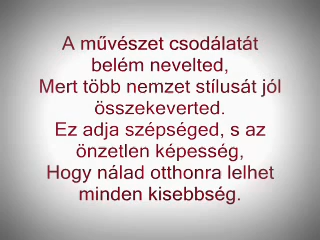 A művészet csodálatát
belém nevelted,
Mert több nemzet stílusát jól
összekeverted.
Ez adja szépséged, s az
önzetlen képesség,
Hogy nálad otthonra lelhet
minden kisebbség.